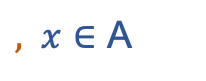 , x ∈ A